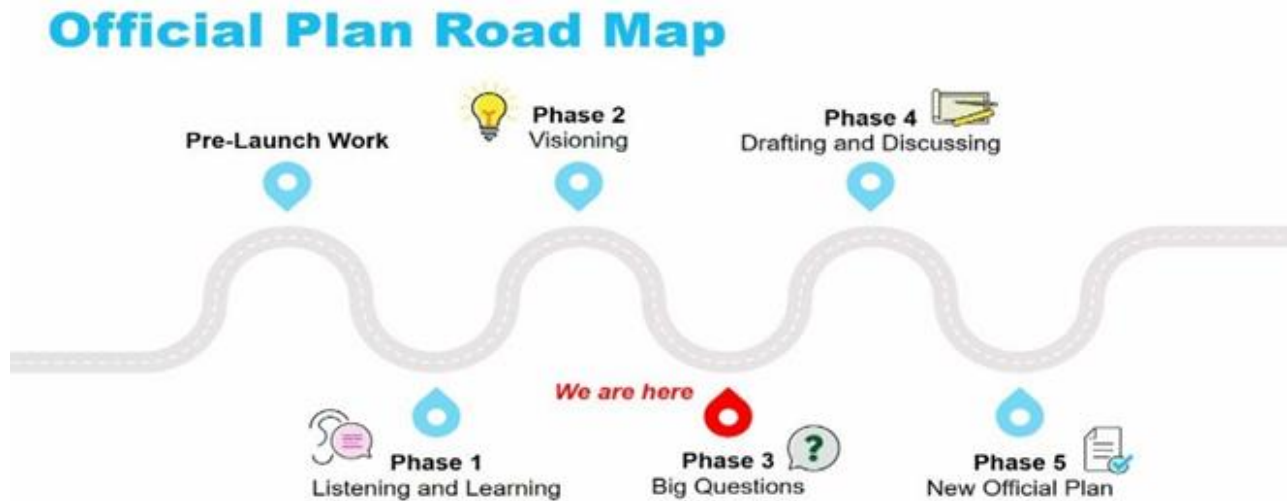 Official Plan Road Map
Pre-Launch Work
Phase 2
Visioning
Phase 4
Drafting and Discussing
We are here
Phase 1
Listening and Learning
Phase 3
Big Questions
?
Phase 5
New Official Plan